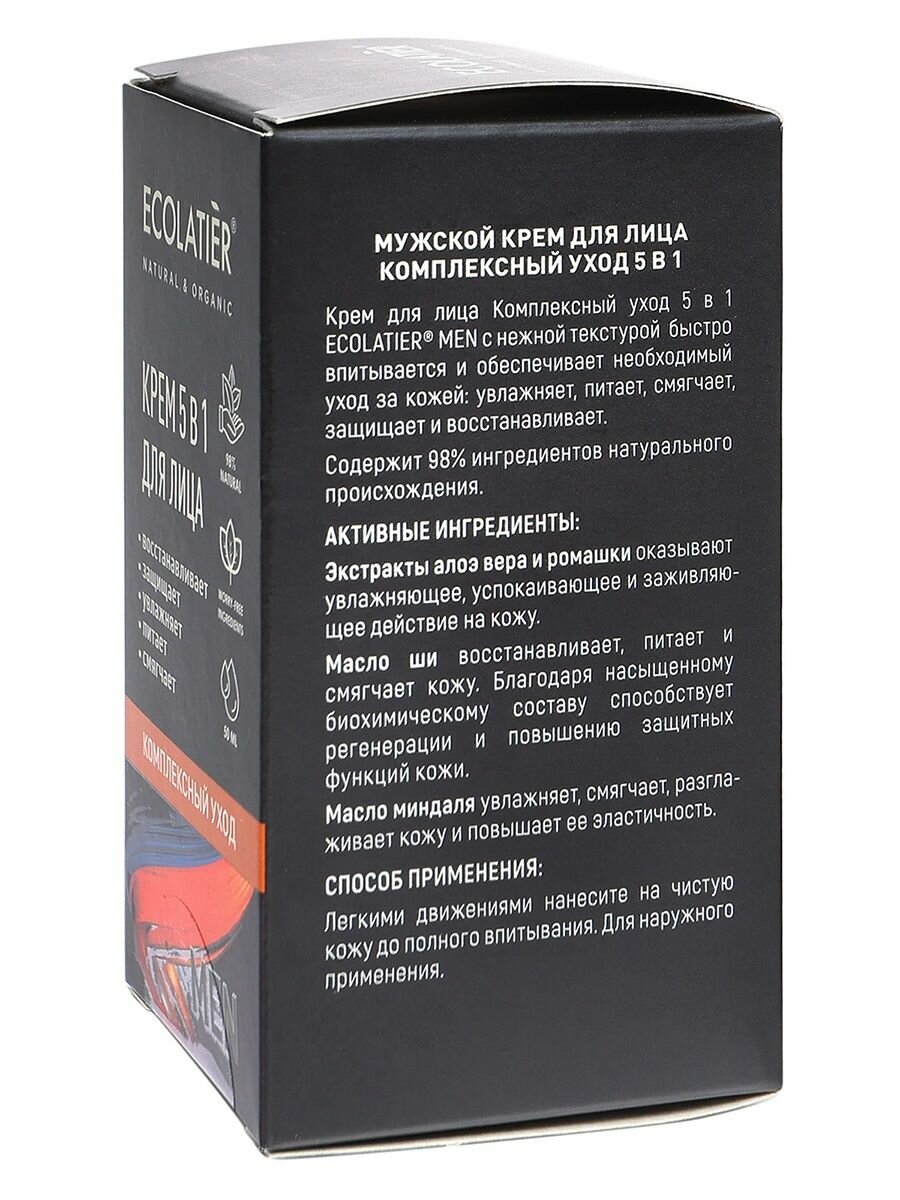 ECOLATIER
ECOLATIÈR®
NATURAL & ORGANIC
КРЕМ 5 В 1
ДЛЯ ЛИЦА
• восстанавливает
• защищает
• увлажняет
• питает
• смягчает
98%
NATURAL
WORRY-FREE
INGREDIENTS
50 ML
КОМПЛЕКСНЫЙ УХОД
MEN
МУЖСКОЙ КРЕМ ДЛЯ ЛИЦА
КОМПЛЕКСНЫЙ УХОД 5 В 1
Крем для лица Комплексный уход 5 в 1
ECOLATIER® MEN с нежной текстурой быстро
впитывается и обеспечивает необходимый
уход за кожей: увлажняет, питает, смягчает,
защищает и восстанавливает.
Содержит 98% ингредиентов натурального
происхождения.
АКТИВНЫЕ ИНГРЕДИЕНТЫ:
Экстракты алоэ вера и ромашки оказывают
увлажняющее, успокаивающее и заживляю-
щее действие на кожу.
Масло ши восстанавливает, питает и
смягчает кожу. Благодаря насыщенному
биохимическому составу способствует
регенерации и повышению защитных
функций кожи.
Масло миндаля увлажняет, смягчает, разгла-
живает кожу и повышает ее эластичность.
СПОСОБ ПРИМЕНЕНИЯ:
Легкими движениями нанесите на чистую
кожу до полного впитывания. Для наружного
применения.